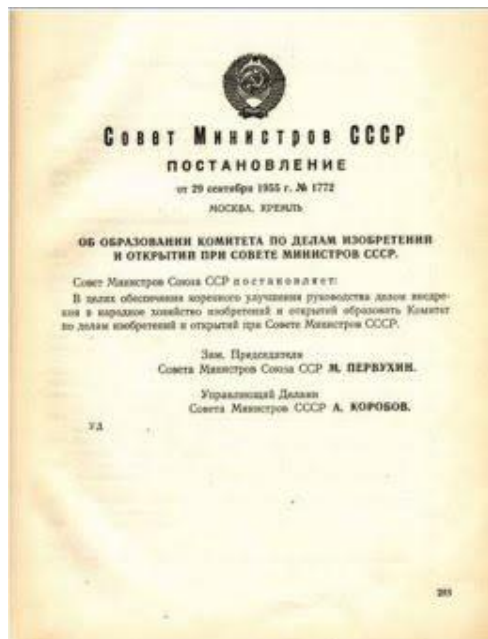 Совет Министров СССР
ПОСТАНОВЛЕНИЕ
от 29 сентября 1955 г. № 1772
МОСКВА, КРЕМЛЬ
ОБ ОБРАЗОВАНИИ КОМИТЕТА ПО ДЕЛАМ ИЗОБРЕТЕНИЙ
И ОТКРЫТИЙ ПРИ СОВЕТЕ МИНИСТРОВ СССР.
Совет Министров Союза ССР постановляет:
В целях обеспечения коренного улучшения руководства делом внедре-
ния в народное хозяйство изобретений и открытий образовать Комитет
по делам изобретений и открытий при Совете Министров СССР.
Зам. Председателя
Совета Министров Союза ССР М. ПЕРВУХИН.
Управляющий Делами
Совета Министров СССР А. КОРОБОВ.
УД